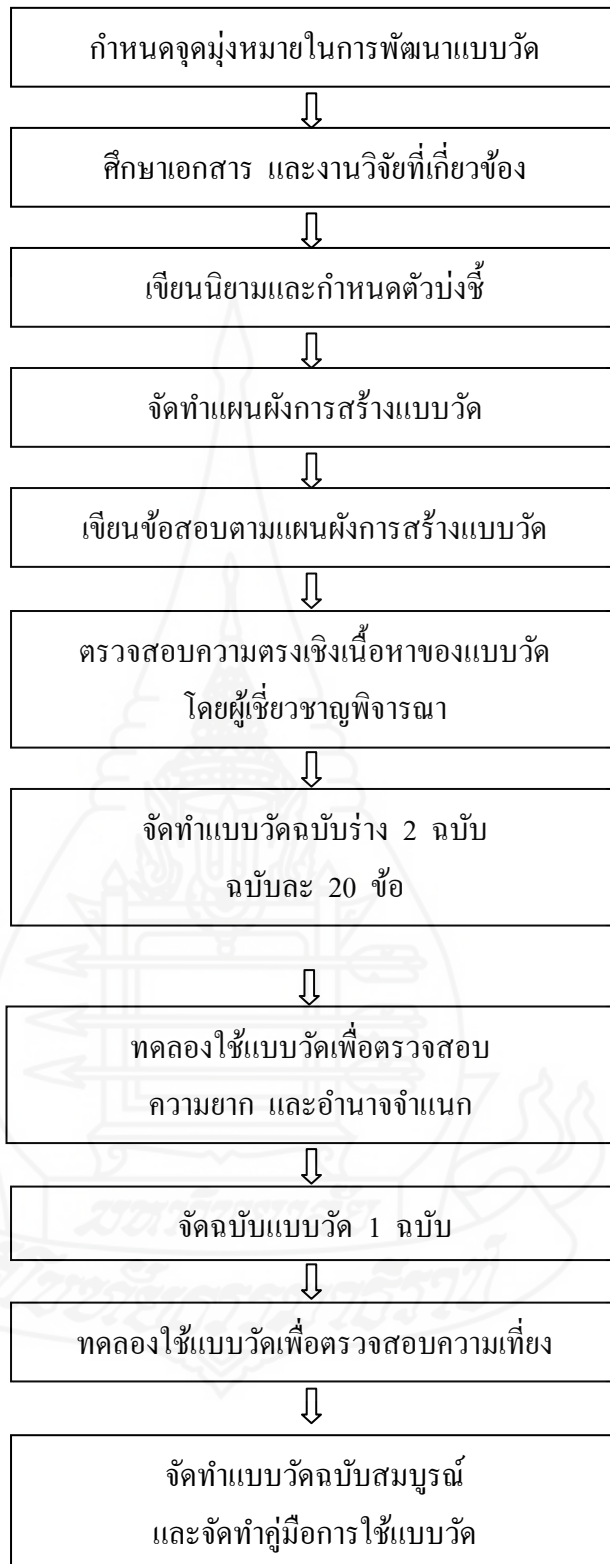 กำหนดจุดมุ่งหมายในการพัฒนาแบบวัด
ศึกษาเอกสาร และงานวิจัยที่เกี่ยวข้อง
เขียนนิยามและกำหนดตัวบ่งชี้
จัดทำแผนผังการสร้างแบบวัด
เขียนข้อสอบตามแผนผังการสร้างแบบวัด
ตรวจสอบความตรงเชิงเนื้อหาของแบบวัด
โดยผู้เชี่ยวชาญพิจารณา
จัดทำแบบวัดฉบับร่าง 2 ฉบับ
ฉบับละ 20 ข้อ
ทดลองใช้แบบวัดเพื่อตรวจสอบ
ความยาก และอำนาจจำแนก
จัดฉบับแบบวัด 1 ฉบับ
ทดลองใช้แบบวัดเพื่อตรวจสอบความเที่ยง
จัดทำแบบวัดฉบับสมบูรณ์
และจัดทำคู่มือการใช้แบบวัด